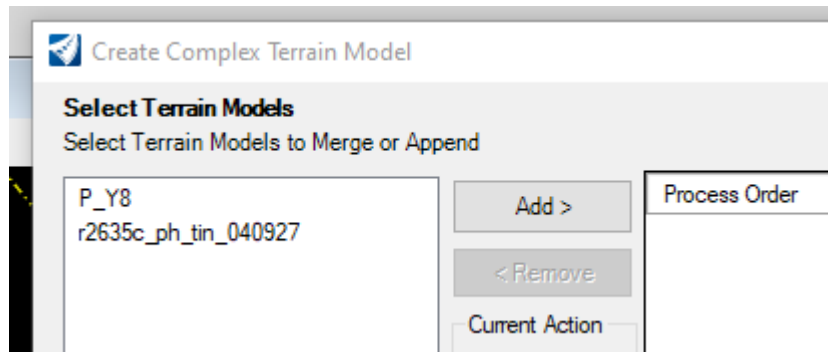 Create Complex Terrain Model
Select Terrain Models
Select Terrain Models to Merge or Append
P_Y8
r2635c_ph_tin_040927
Add >
< Remove
Current Action
Process Order